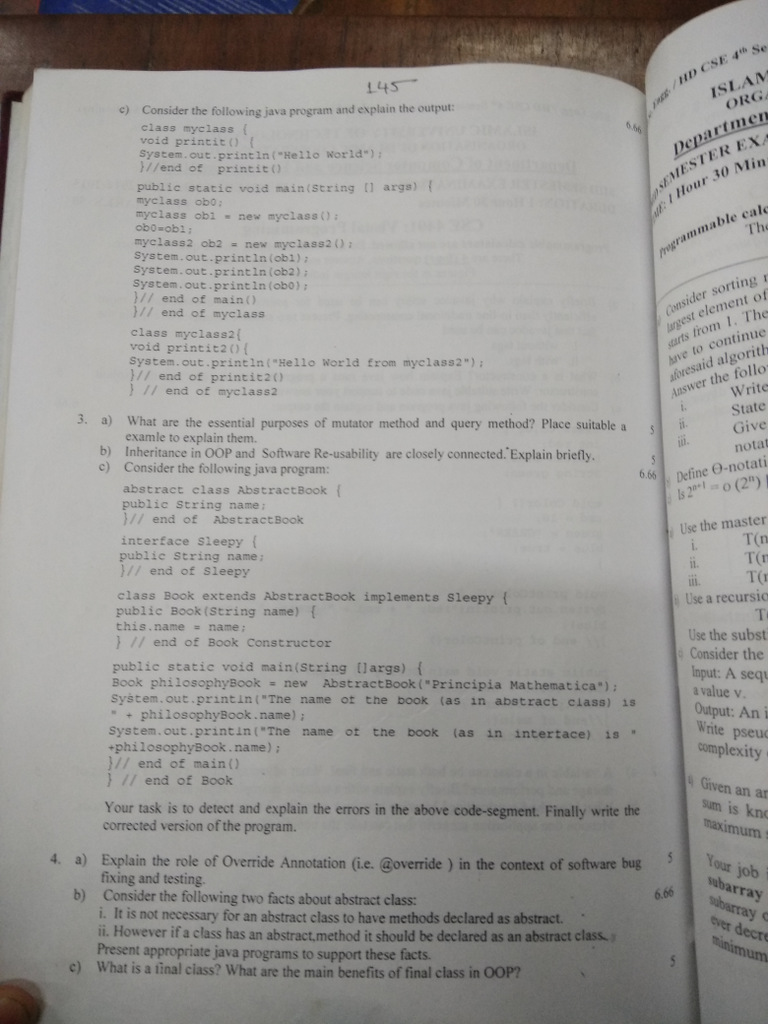 145
c) Consider the following java program and explain the output:
6.66
class myclass {
void printit() {
System.out.println("Hello World");
}//end of printit()
public static void main(String [] args) {
myclass ob0;
myclass ob1 = new myclass();
ob0=ob1;
myclass2 ob2 = new myclass2();
System.out.println(ob1);
System.out.println(ob2);
System.out.println(ob0);
}// end of main()
}// end of myclass
class myclass2{
void printit2(){
System.out.println("Hello World from myclass2");
}// end of printit2()
} // end of myclass2
3. a) What are the essential purposes of mutator method and query method? Place suitable a 5
examle to explain them.
b) Inheritance in OOP and Software Re-usability are closely connected. Explain briefly. 5
c) Consider the following java program: 6.66
abstract class AbstractBook {
public String name;
}// end of AbstractBook
interface Sleepy {
public String name;
}// end of Sleepy
class Book extends AbstractBook implements Sleepy {
public Book(String name) {
this.name = name;
} // end of Book Constructor
public static void main(String []args) {
Book philosophyBook = new AbstractBook("Principia Mathematica");
System.out.println("The name of the book (as in abstract class) is
" + philosophyBook.name);
System.out.println("The name of the book (as in interface) is "
+philosophyBook.name);
}// end of main()
} // end of Book
Your task is to detect and explain the errors in the above code-segment. Finally write the
corrected version of the program.
4. a) Explain the role of Override Annotation (i.e. @override ) in the context of software bug 5
fixing and testing.
b) Consider the following two facts about abstract class: 6.66
i. It is not necessary for an abstract class to have methods declared as abstract.
ii. However if a class has an abstract method it should be declared as an abstract class.
Present appropriate java programs to support these facts.
c) What is a final class? What are the main benefits of final class in OOP? 5
Engg. / HD CSE 4th Se
ISLAM
ORGA
Departmen
SEMESTER EXA
1 Hour 30 Min
rogrammable calc
The
Consider sorting
largest element of
starts from 1. The
have to continue
aforesaid algorith
Answer the follo
i. Write
ii. State
iii. Give
notat
Define Θ-notati
Is 2ⁿ⁺¹ = o (2ⁿ)
Use the master
i. T(n
ii. T(n
iii. T(n
Use a recursio
T(
Use the subst
Consider the
Input: A sequ
a value v.
Output: An i
Write pseud
complexity
Given an ar
sum is kno
maximum
Your job
subarray
subarray
ever decre
minimum